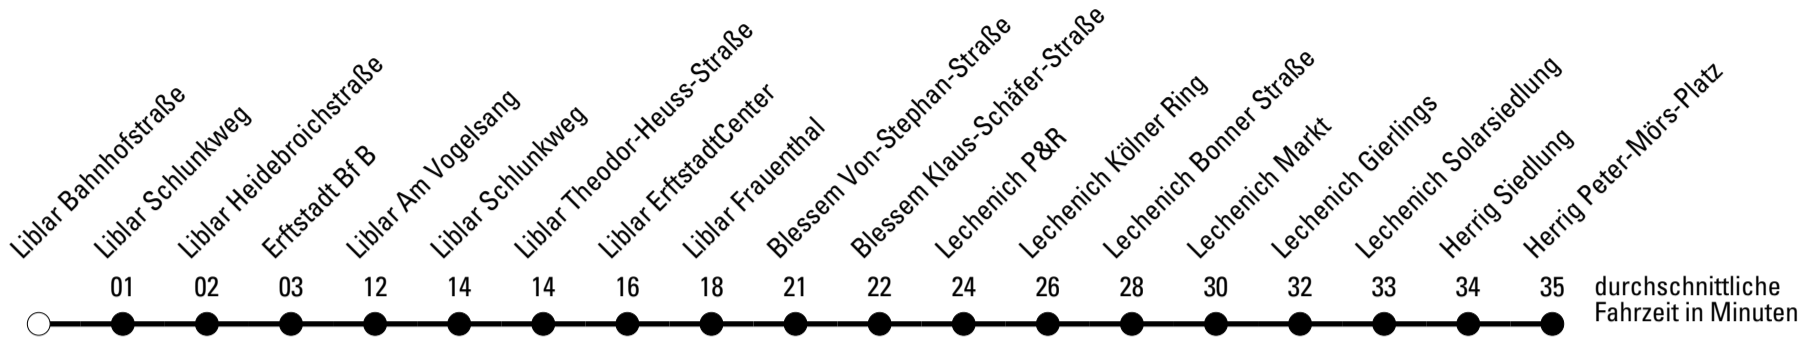 Liblar Bahnhofstraße
Liblar Schlunkweg
Liblar Heidebroichstraße
Erftstadt Bf B
Liblar Am Vogelsang
Liblar Schlunkweg
Liblar Theodor-Heuss-Straße
Liblar ErftstadtCenter
Liblar Frauenthal
Blessem Von-Stephan-Straße
Blessem Klaus-Schäfer-Straße
Lechenich P&R
Lechenich Kölner Ring
Lechenich Bonner Straße
Lechenich Markt
Lechenich Gierlings
Lechenich Solarsiedlung
Herrig Siedlung
Herrig Peter-Mörs-Platz
01 02 03 12 14 14 16 18 21 22 24 26 28 30 32 33 34 35
durchschnittliche
Fahrzeit in Minuten